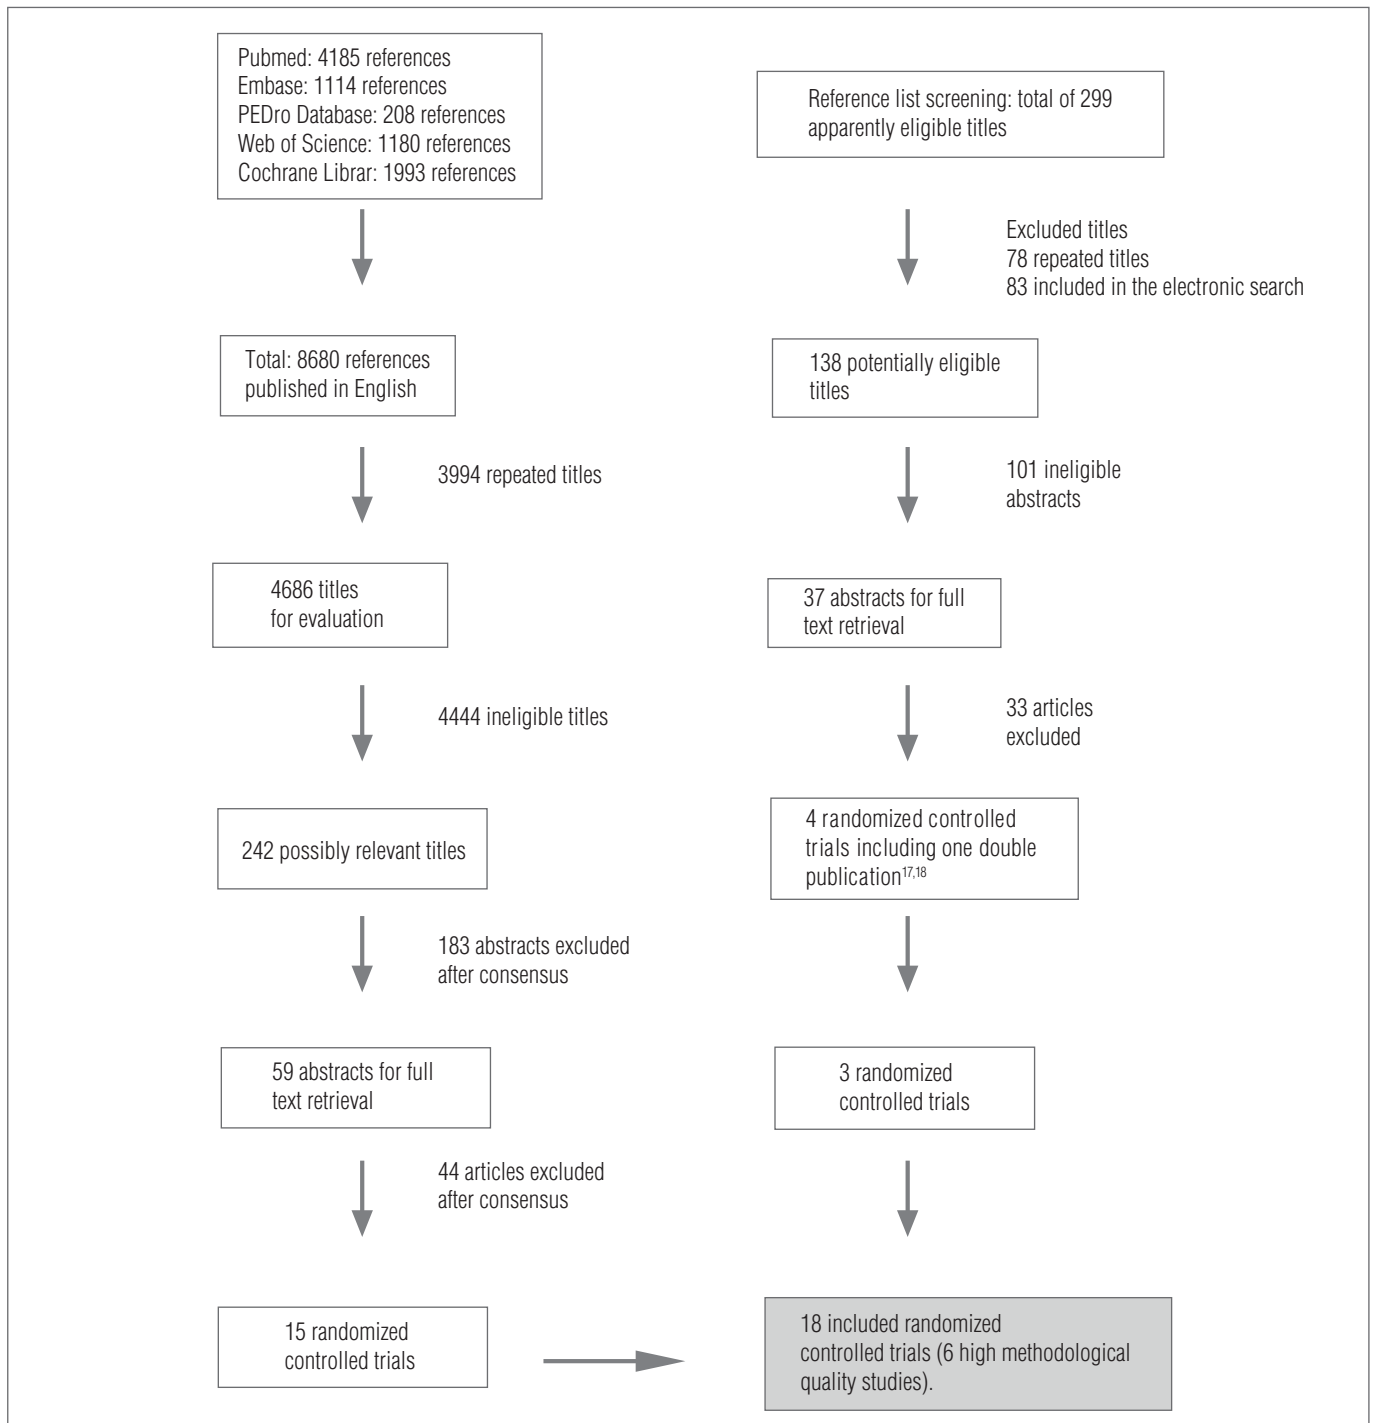 Pubmed: 4185 references
Embase: 1114 references
PEDro Database: 208 references
Web of Science: 1180 references
Cochrane Librar: 1993 references
Total: 8680 references
published in English
3994 repeated titles
4686 titles
for evaluation
4444 ineligible titles
242 possibly relevant titles
183 abstracts excluded
after consensus
59 abstracts for full
text retrieval
44 articles excluded
after consensus
15 randomized
controlled trials
Reference list screening: total of 299
apparently eligible titles
Excluded titles
78 repeated titles
83 included in the electronic search
138 potentially eligible
titles
101 ineligible
abstracts
37 abstracts for full
text retrieval
33 articles
excluded
4 randomized controlled
trials including one double
publication17,18
3 randomized
controlled trials
18 included randomized
controlled trials (6 high methodological
quality studies).